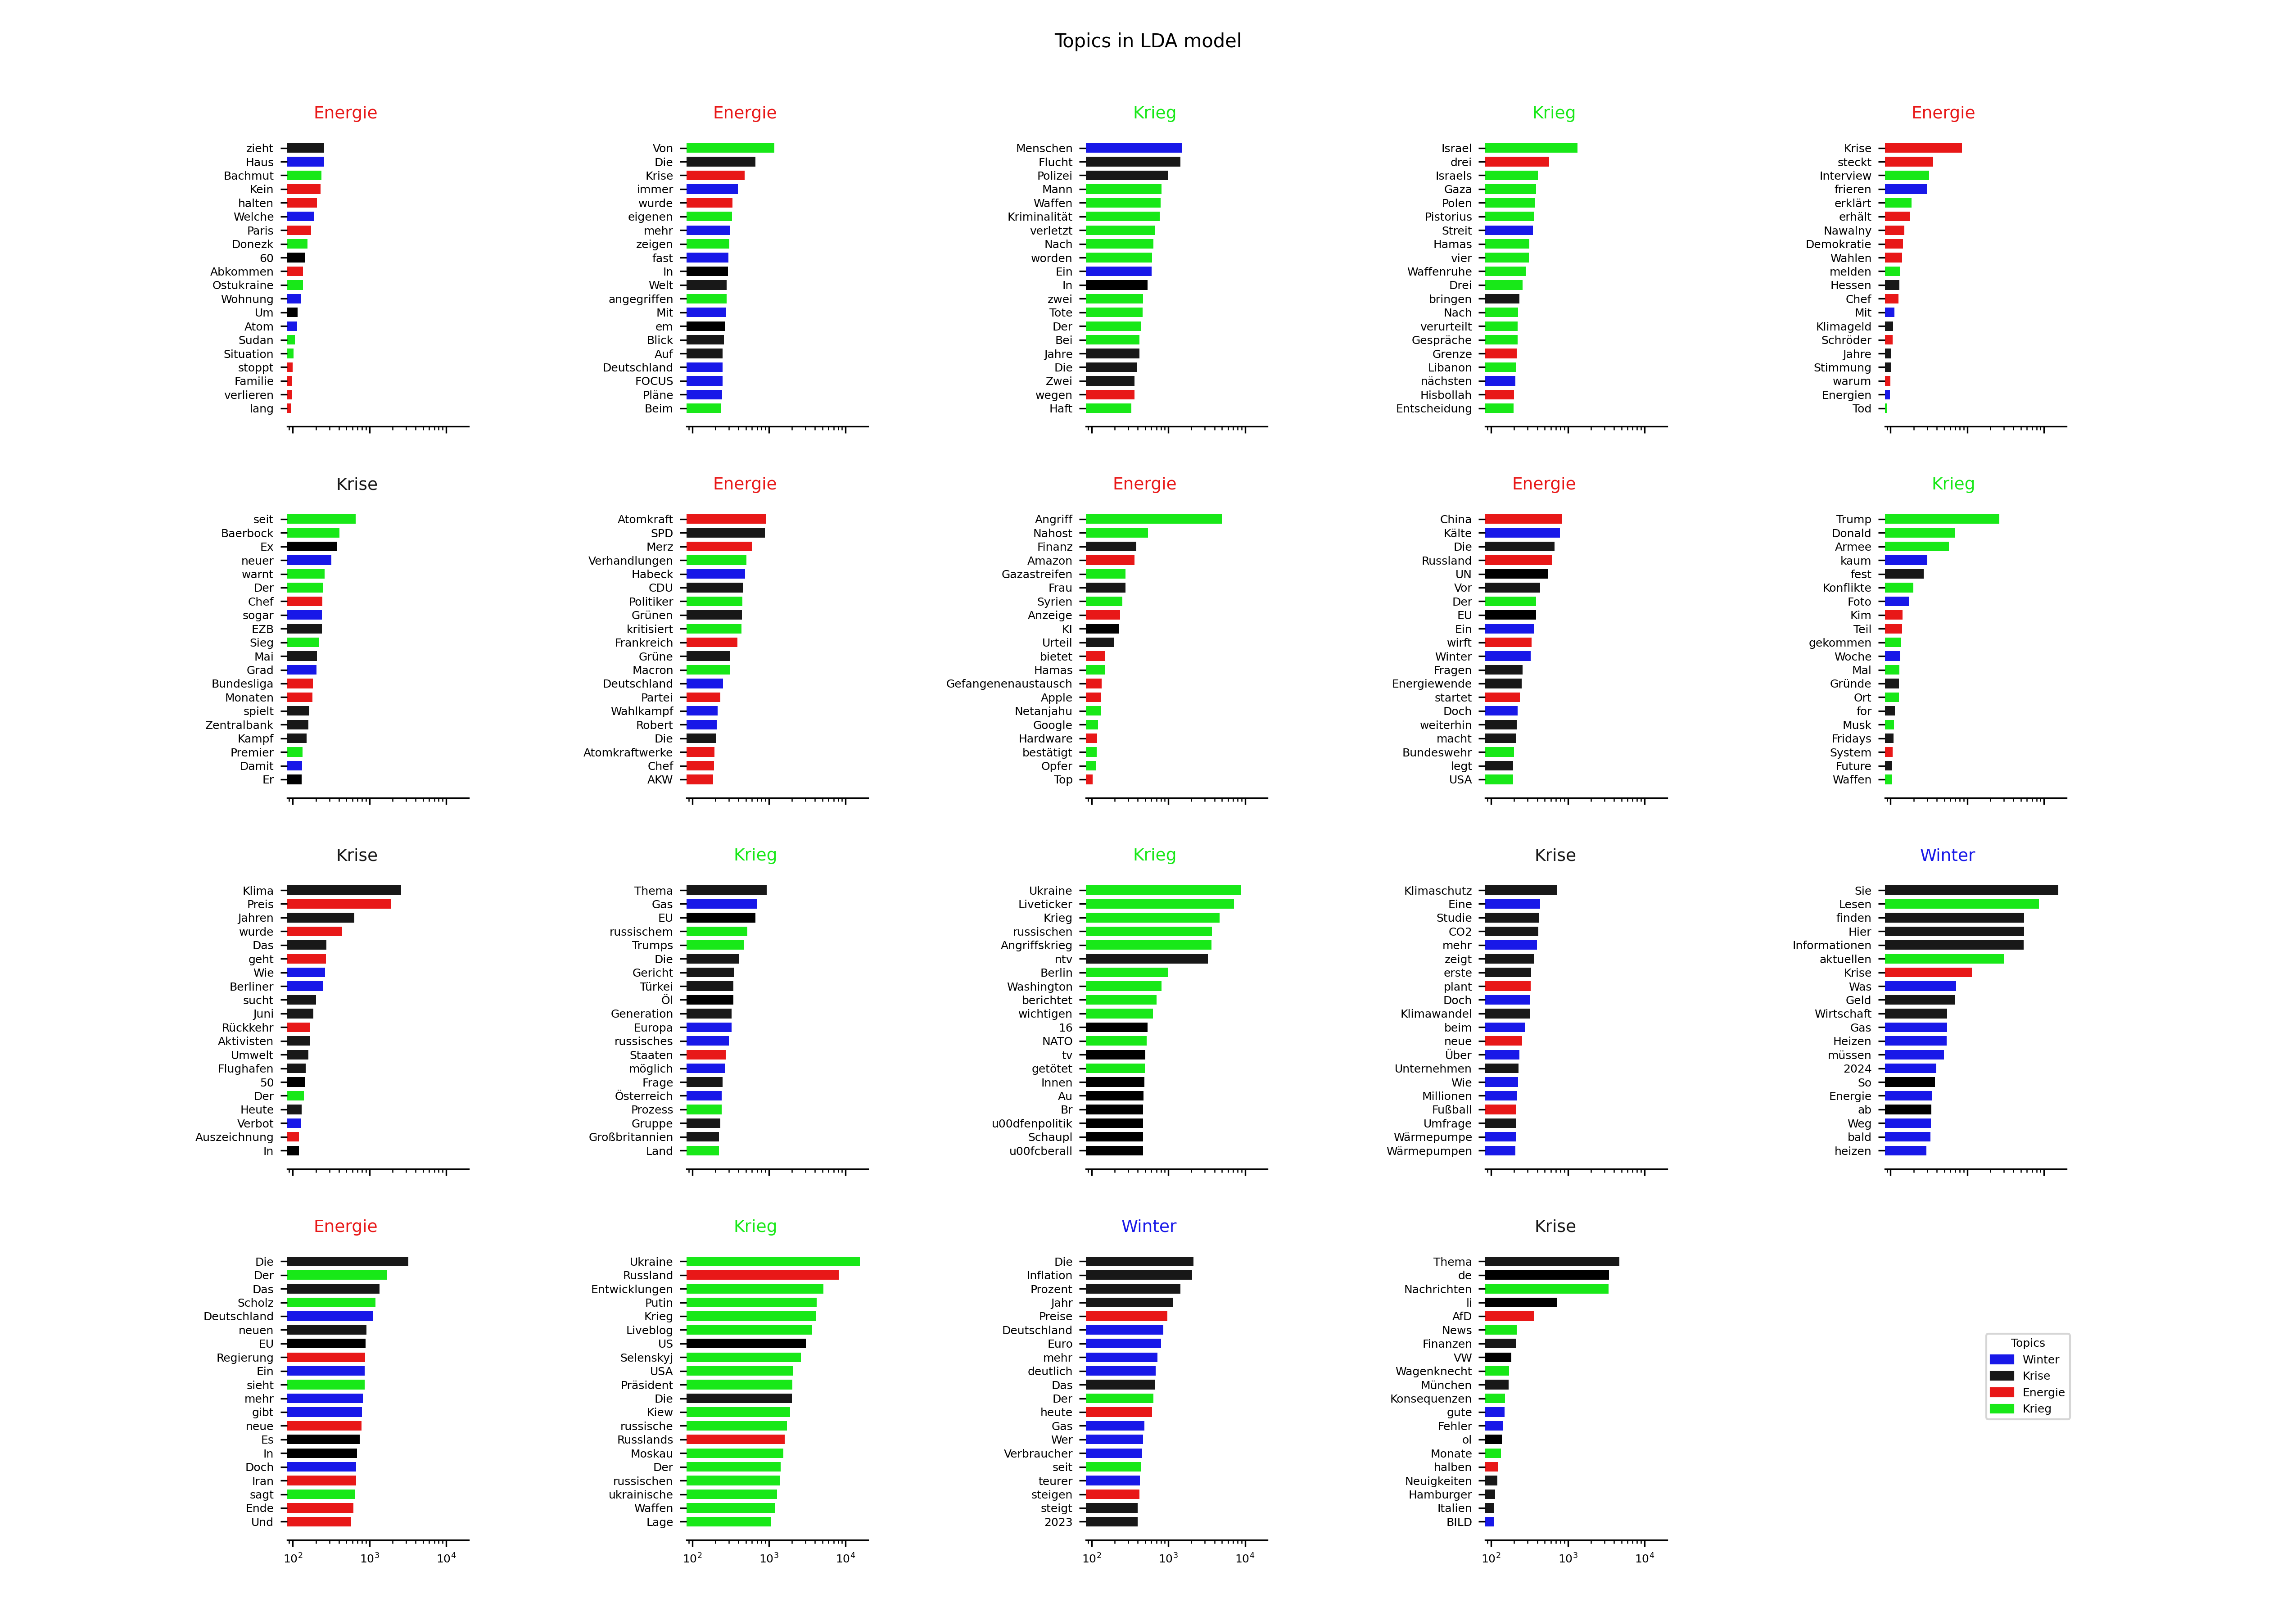 Topics in LDA model
Energie
zieht
Haus
Bachmut
Kein
halten
Welche
Paris
Donezk
60
Abkommen
Ostukraine
Wohnung
Um
Atom
Sudan
Situation
stoppt
Familie
verlieren
lang
Energie
Von
Die
Krise
immer
wurde
eigenen
mehr
zeigen
fast
In
Welt
angegriffen
Mit
em
Blick
Auf
Deutschland
FOCUS
Pläne
Beim
Krieg
Menschen
Flucht
Polizei
Mann
Waffen
Kriminalität
verletzt
Nach
worden
Ein
In
zwei
Tote
Der
Bei
Jahre
Die
Zwei
wegen
Haft
Krieg
Israel
drei
Israels
Gaza
Polen
Pistorius
Streit
Hamas
vier
Waffenruhe
Drei
bringen
Nach
verurteilt
Gespräche
Grenze
Libanon
nächsten
Hisbollah
Entscheidung
Energie
Krise
steckt
Interview
frieren
erklärt
erhält
Nawalny
Demokratie
Wahlen
melden
Hessen
Chef
Mit
Klimageld
Schröder
Jahre
Stimmung
warum
Energien
Tod
Krise
seit
Baerbock
Ex
neuer
warnt
Der
Chef
sogar
EZB
Sieg
Mai
Grad
Bundesliga
Monaten
spielt
Zentralbank
Kampf
Premier
Damit
Er
Energie
Atomkraft
SPD
Merz
Verhandlungen
Habeck
CDU
Politiker
Grünen
kritisiert
Frankreich
Grüne
Macron
Deutschland
Partei
Wahlkampf
Robert
Die
Atomkraftwerke
Chef
AKW
Energie
Angriff
Nahost
Finanz
Amazon
Gazastreifen
Frau
Syrien
Anzeige
KI
Urteil
bietet
Hamas
Gefangenenaustausch
Apple
Netanjahu
Google
Hardware
bestätigt
Opfer
Top
Energie
China
Kälte
Die
Russland
UN
Vor
Der
EU
Ein
wirft
Winter
Fragen
Energiewende
startet
Doch
weiterhin
macht
Bundeswehr
legt
USA
Krieg
Trump
Donald
Armee
kaum
fest
Konflikte
Foto
Kim
Teil
gekommen
Woche
Mal
Gründe
Ort
for
Musk
Fridays
System
Future
Waffen
Krise
Klima
Preis
Jahren
wurde
Das
geht
Wie
Berliner
sucht
Juni
Rückkehr
Aktivisten
Umwelt
Flughafen
50
Der
Heute
Verbot
Auszeichnung
In
Krieg
Thema
Gas
EU
russischem
Trumps
Die
Gericht
Türkei
Öl
Generation
Europa
russisches
Staaten
möglich
Frage
Österreich
Prozess
Gruppe
Großbritannien
Land
Krieg
Ukraine
Liveticker
Krieg
russischen
Angriffskrieg
ntv
Berlin
Washington
berichtet
wichtigen
16
NATO
tv
getötet
Innen
Au
Br
u00dfenpolitik
Schaupl
u00fcberall
Krise
Klimaschutz
Eine
Studie
CO2
mehr
zeigt
erste
plant
Doch
Klimawandel
beim
neue
Über
Unternehmen
Wie
Millionen
Fußball
Umfrage
Wärmepumpe
Wärmepumpen
Winter
Sie
Lesen
finden
Hier
Informationen
aktuellen
Krise
Was
Geld
Wirtschaft
Gas
Heizen
müssen
2024
So
Energie
ab
Weg
bald
heizen
Energie
Die
Der
Das
Scholz
Deutschland
neuen
EU
Regierung
Ein
sieht
mehr
gibt
neue
Es
In
Doch
Iran
sagt
Ende
Und
10² 10³ 10⁴
Krieg
Ukraine
Russland
Entwicklungen
Putin
Krieg
Liveblog
US
Selenskyj
USA
Präsident
Die
Kiew
russische
Russlands
Moskau
Der
russischen
ukrainische
Waffen
Lage
10² 10³ 10⁴
Winter
Die
Inflation
Prozent
Jahr
Preise
Deutschland
Euro
mehr
deutlich
Das
Der
heute
Gas
Wer
Verbraucher
seit
teurer
steigen
steigt
2023
10² 10³ 10⁴
Krise
Thema
de
Nachrichten
li
AfD
News
Finanzen
VW
Wagenknecht
München
Konsequenzen
gute
Fehler
ol
Monate
halben
Neuigkeiten
Hamburger
Italien
BILD
10² 10³ 10⁴
Topics
Winter
Krise
Energie
Krieg